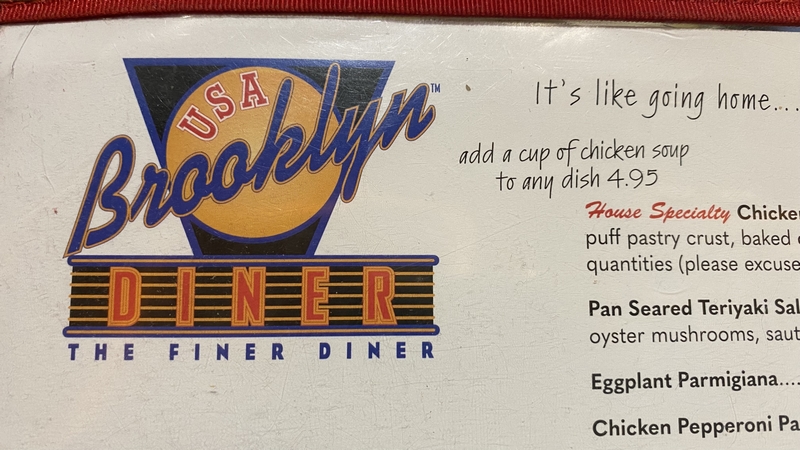 USA
Brooklyn™
DINER
THE FINER DINER
It's like going home...
add a cup of chicken soup
to any dish 4.95
House Specialty
puff pastry crust, baked
quantities (please excuse
Pan Seared Teriyaki
oyster mushrooms,
Eggplant Parmigiana....
Chicken Pepperoni